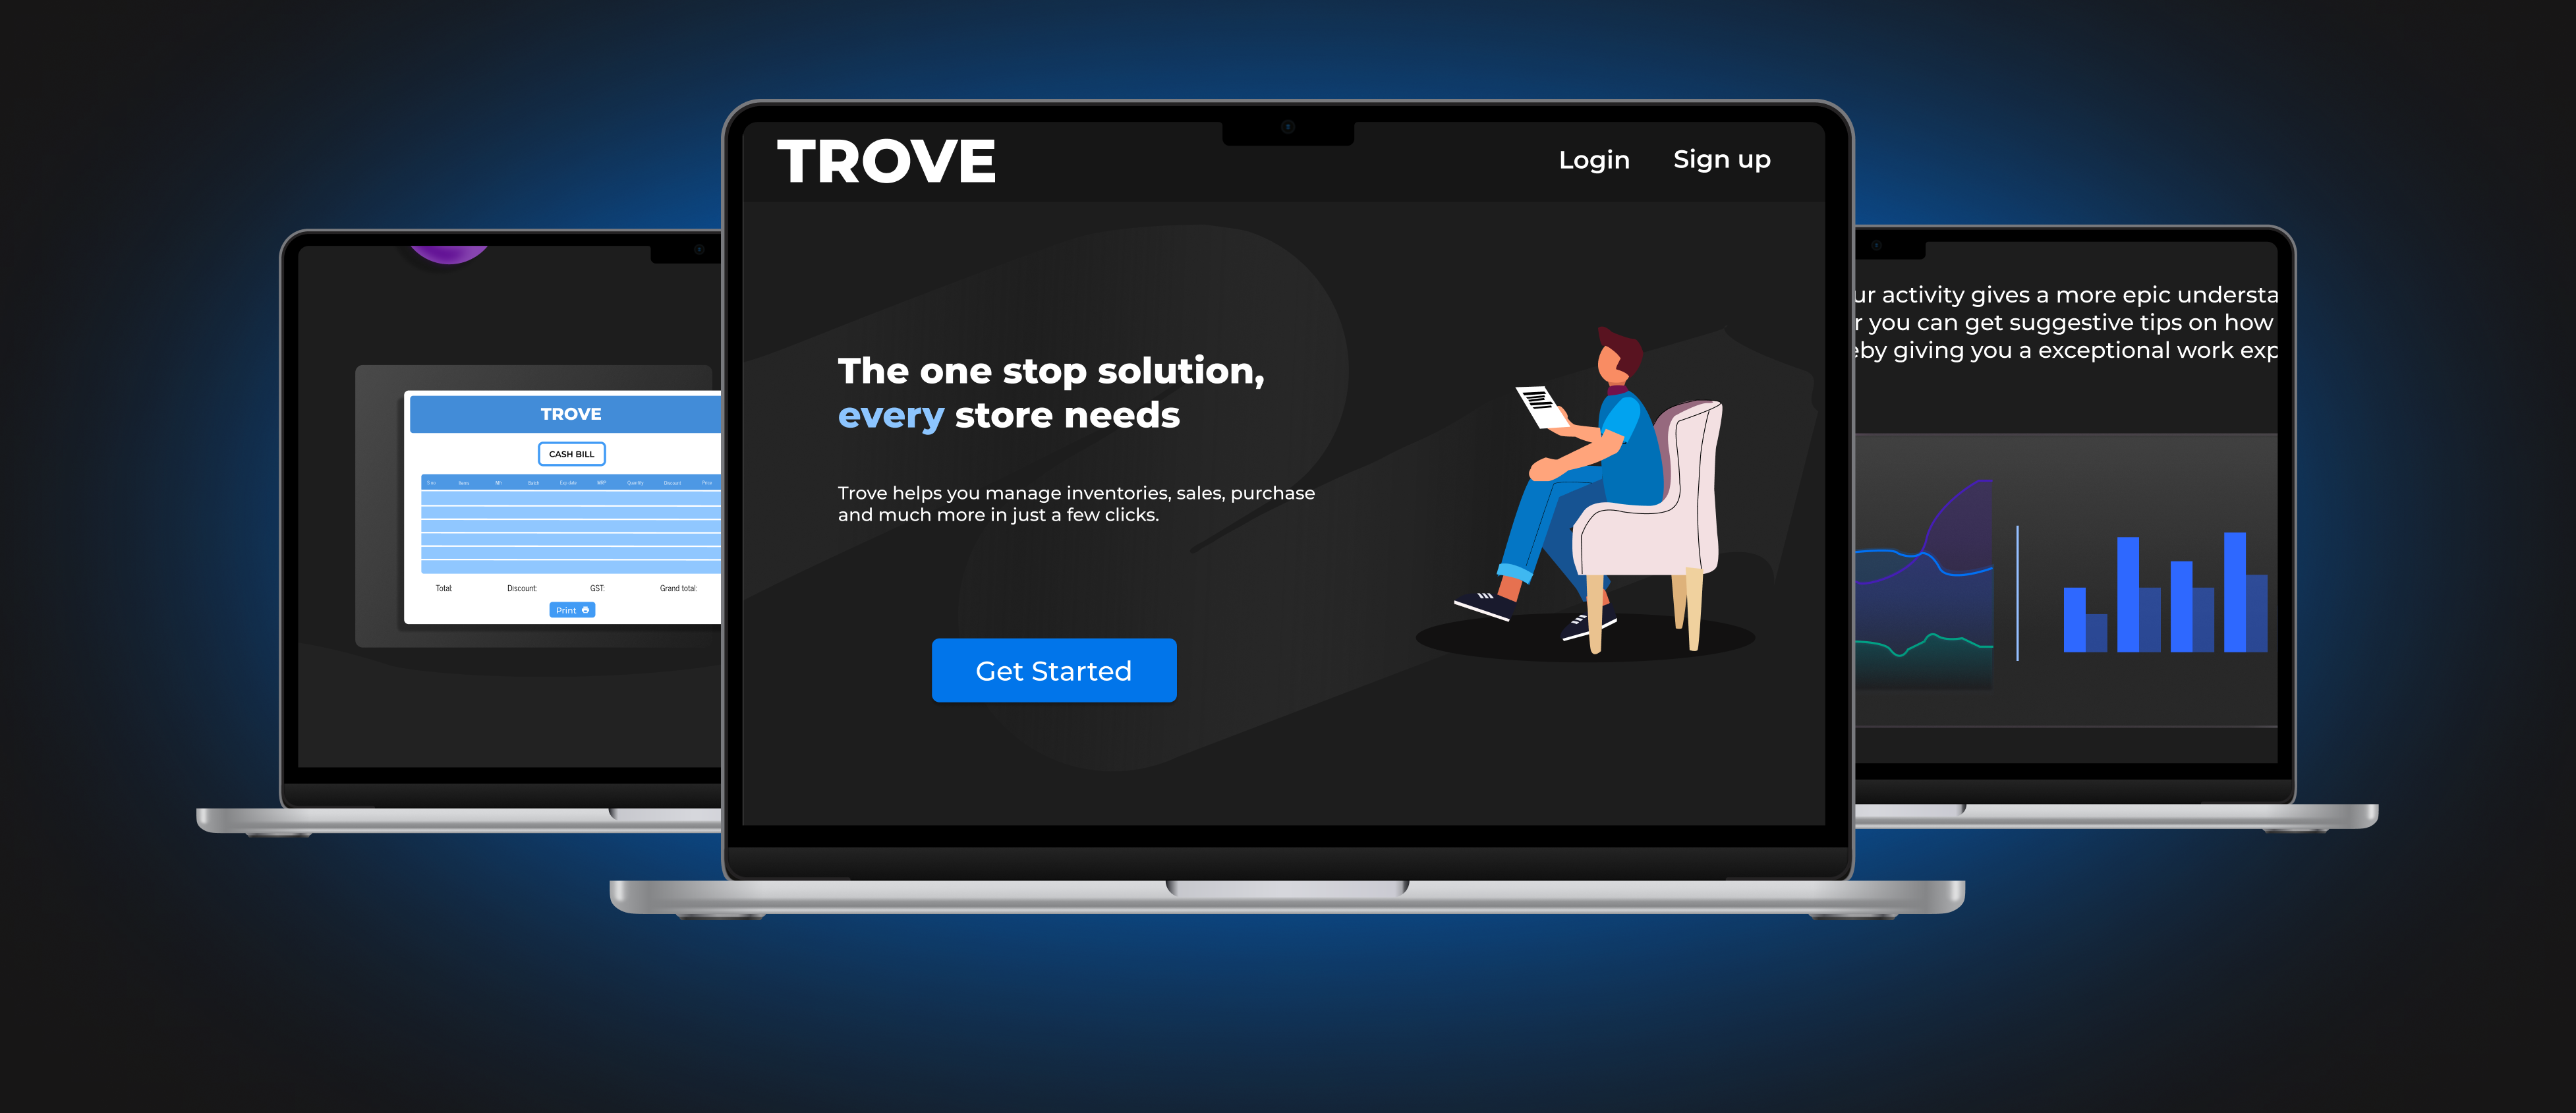 TROVE
Login
Sign up
The one stop solution,
every store needs
Trove helps you manage inventories, sales, purchase
and much more in just a few clicks.
Get Started
TROVE
CASH BILL
Items
Batch
Exp date
MRP
Quantity
Discount
Price
Total:
Discount:
GST:
Grand total:
Print
ur activity gives a more epic understa
r you can get suggestive tips on how
eby giving you a exceptional work exp